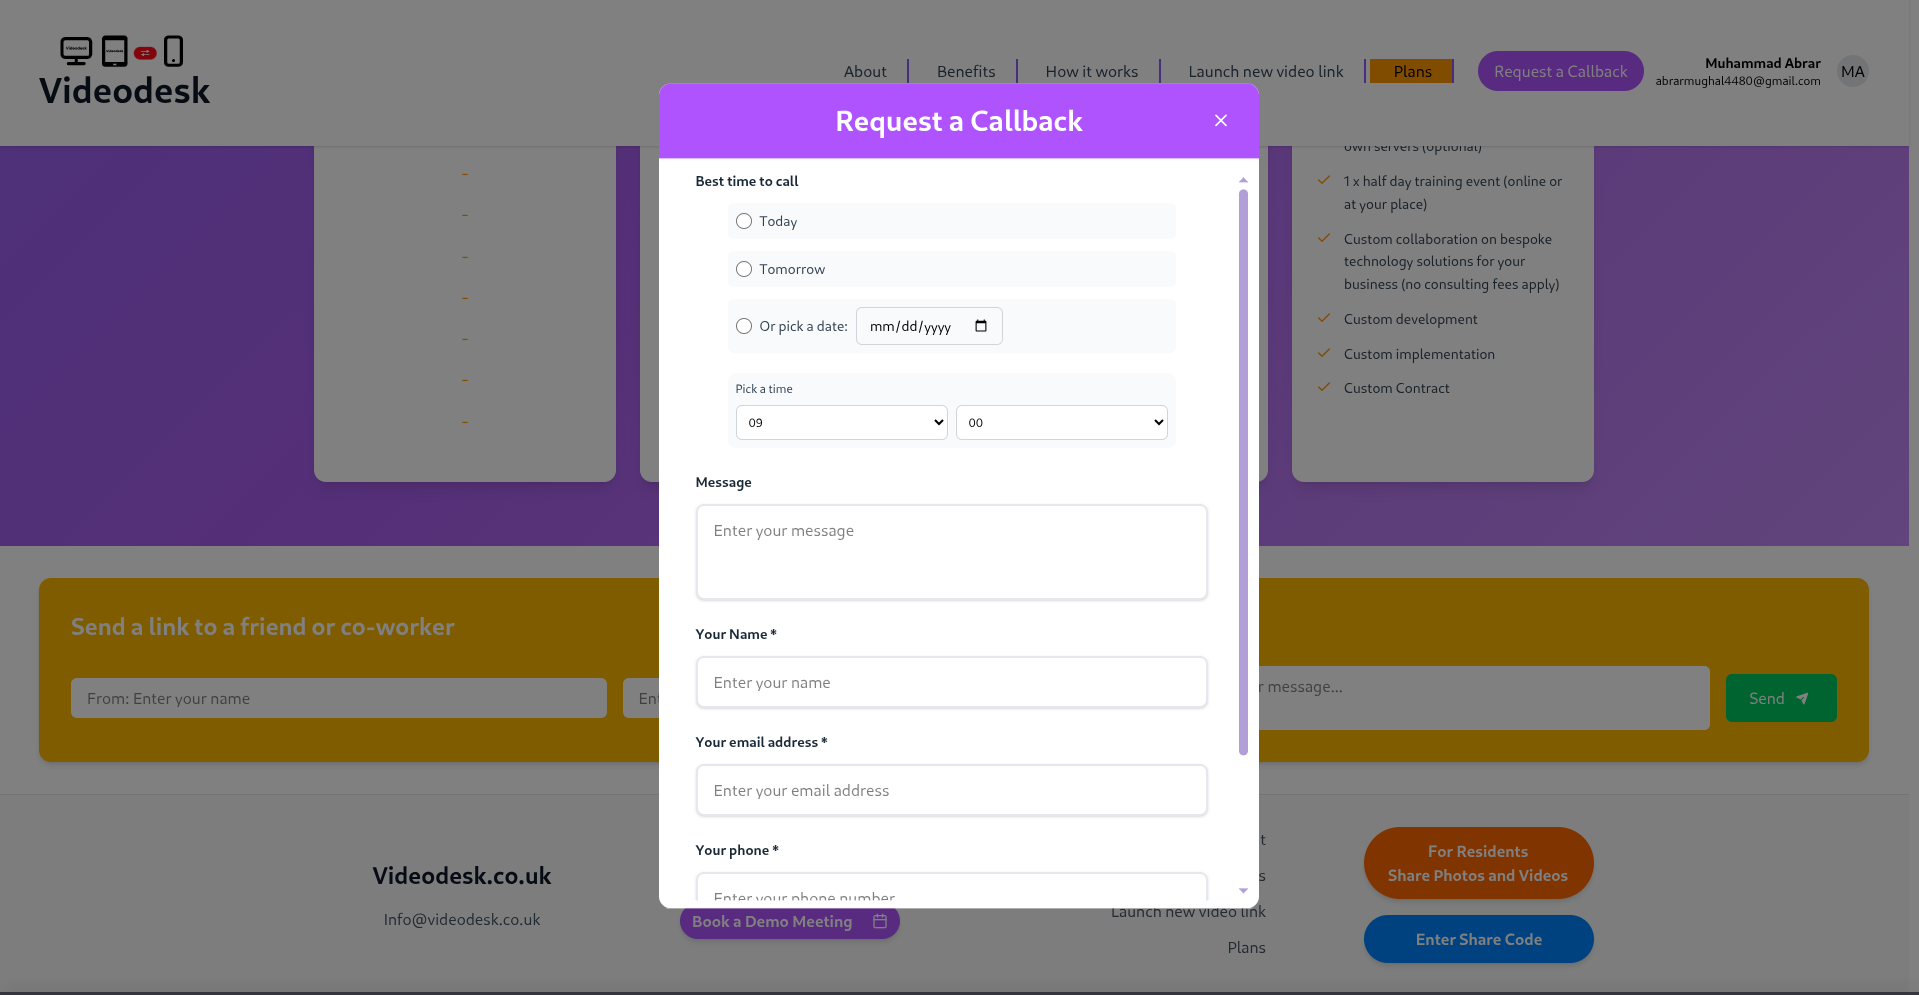 Videodesk
About
Benefits
How it works
Launch new video link
Plans
Request a Callback
Muhammad Abrar
abrarmughal4480@gmail.com
MA
Request a Callback
Best time to call
Today
Tomorrow
Or pick a date:
mm/dd/yyyy
Pick a time
09
00
Message
Enter your message
Your Name *
Enter your name
Your email address *
Enter your email address
Your phone *
Enter your phone number
own servers (optional)
1 x half day training event (online or
at your place)
Custom collaboration on bespoke
technology solutions for your
business (no consulting fees apply)
Custom development
Custom implementation
Custom Contract
Send a link to a friend or co-worker
From: Enter your name
message...
Send
Videodesk.co.uk
Info@videodesk.co.uk
Book a Demo Meeting
Launch new video link
Plans
For Residents
Share Photos and Videos
Enter Share Code